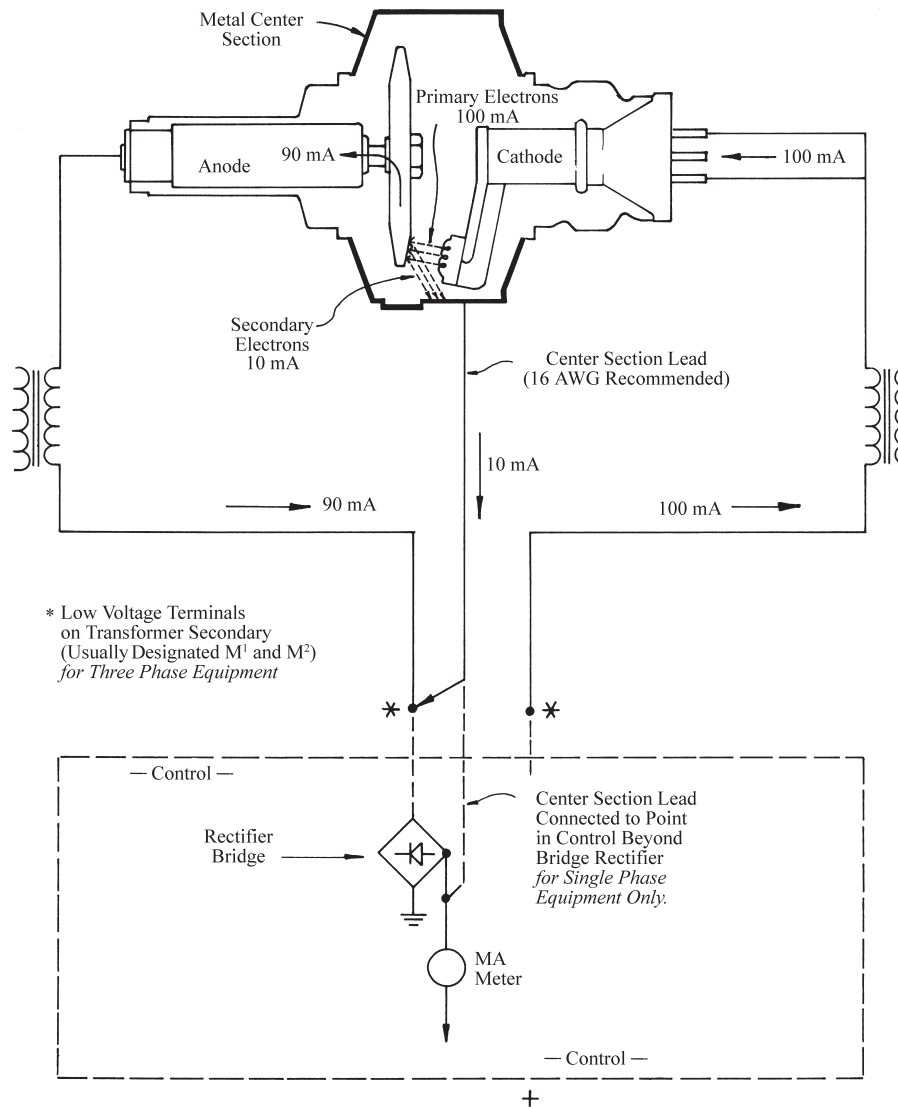 Metal Center
Section
Primary Electrons
100 mA
Anode
90 mA
Cathode
100 mA
Secondary
Electrons
10 mA
Center Section Lead
(16 AWG Recommended)
10 mA
90 mA
100 mA
* Low Voltage Terminals
on Transformer Secondary
(Usually Designated M¹ and M²)
for Three Phase Equipment
*
*
— Control —
Rectifier
Bridge
Center Section Lead
Connected to Point
in Control Beyond
Bridge Rectifier
for Single Phase
Equipment Only.
MA
Meter
— Control —
+